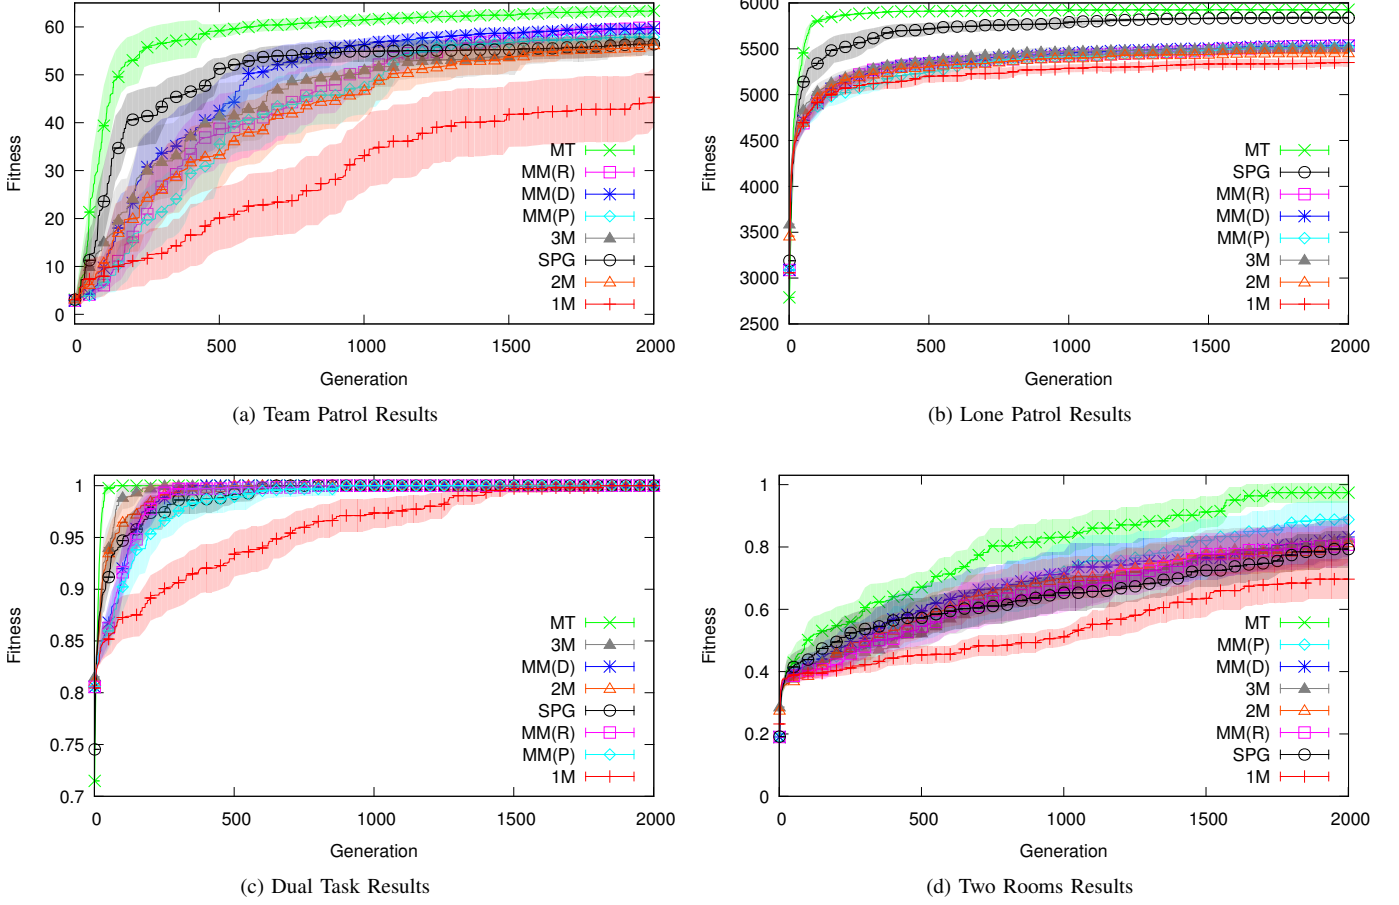 60
50
40
30
20
10
0
Fitness
MT
MM(R)
MM(D)
MM(P)
3M
SPG
2M
1M
0 500 1000 1500 2000
Generation
(a) Team Patrol Results
6000
5500
5000
4500
4000
3500
3000
2500
Fitness
MT
SPG
MM(R)
MM(D)
MM(P)
3M
2M
1M
0 500 1000 1500 2000
Generation
(b) Lone Patrol Results
1
0.95
0.9
0.85
0.8
0.75
0.7
Fitness
MT
3M
MM(D)
2M
SPG
MM(R)
MM(P)
1M
0 500 1000 1500 2000
Generation
(c) Dual Task Results
1
0.8
0.6
0.4
0.2
0
Fitness
MT
MM(P)
MM(D)
3M
2M
MM(R)
SPG
1M
0 500 1000 1500 2000
Generation
(d) Two Rooms Results